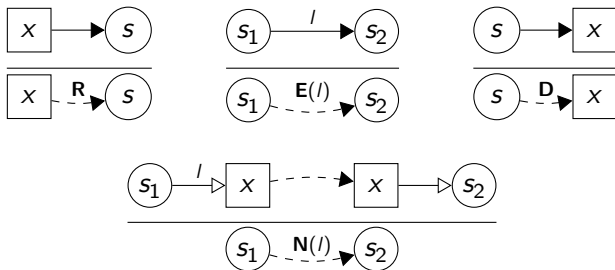 x s s₁ l s₂ s x
x R s s₁ E(l) s₂ s D x
s₁ l x x s₂
s₁ N(l) s₂